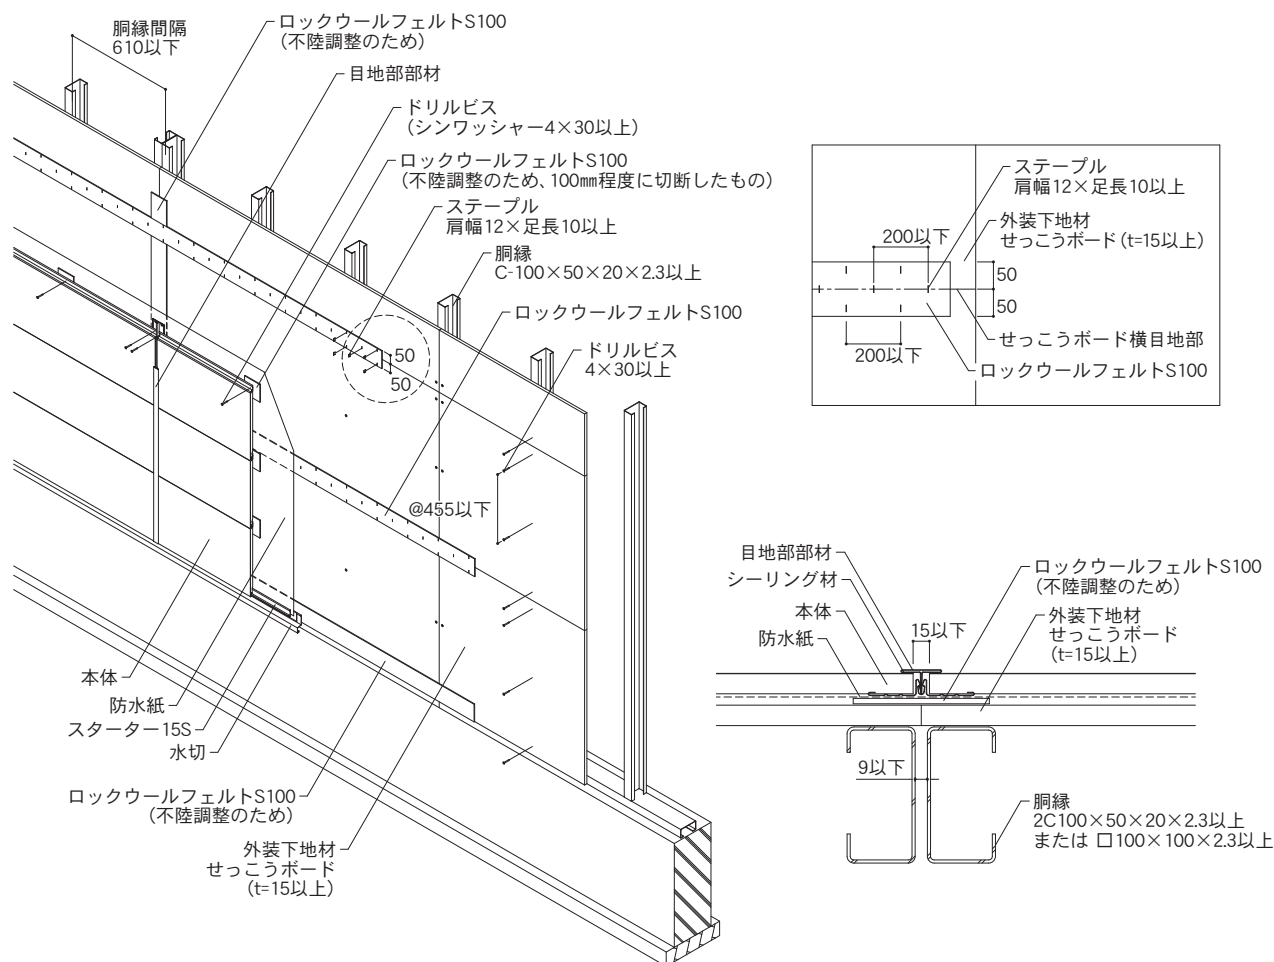 胴縁間隔
610以下
ロックウールフェルトS100
(不陸調整のため)
目地部部材
ドリルビス
(シンワッシャー4×30以上)
ロックウールフェルトS100
(不陸調整のため、100㎜程度に切断したもの)
ステープル
肩幅12×足長10以上
胴縁
C-100×50×20×2.3以上
ロックウールフェルトS100
ドリルビス
4×30以上
50
50
@455以下
本体
防水紙
スターター15S
水切
ロックウールフェルトS100
(不陸調整のため)
外装下地材
せっこうボード
(t=15以上)
ステープル
肩幅12×足長10以上
外装下地材
せっこうボード(t=15以上)
200以下
50
50
せっこうボード横目地部
200以下
ロックウールフェルトS100
目地部部材
シーリング材
本体
防水紙
15以下
ロックウールフェルトS100
(不陸調整のため)
外装下地材
せっこうボード
(t=15以上)
9以下
胴縁
2C100×50×20×2.3以上
または □100×100×2.3以上